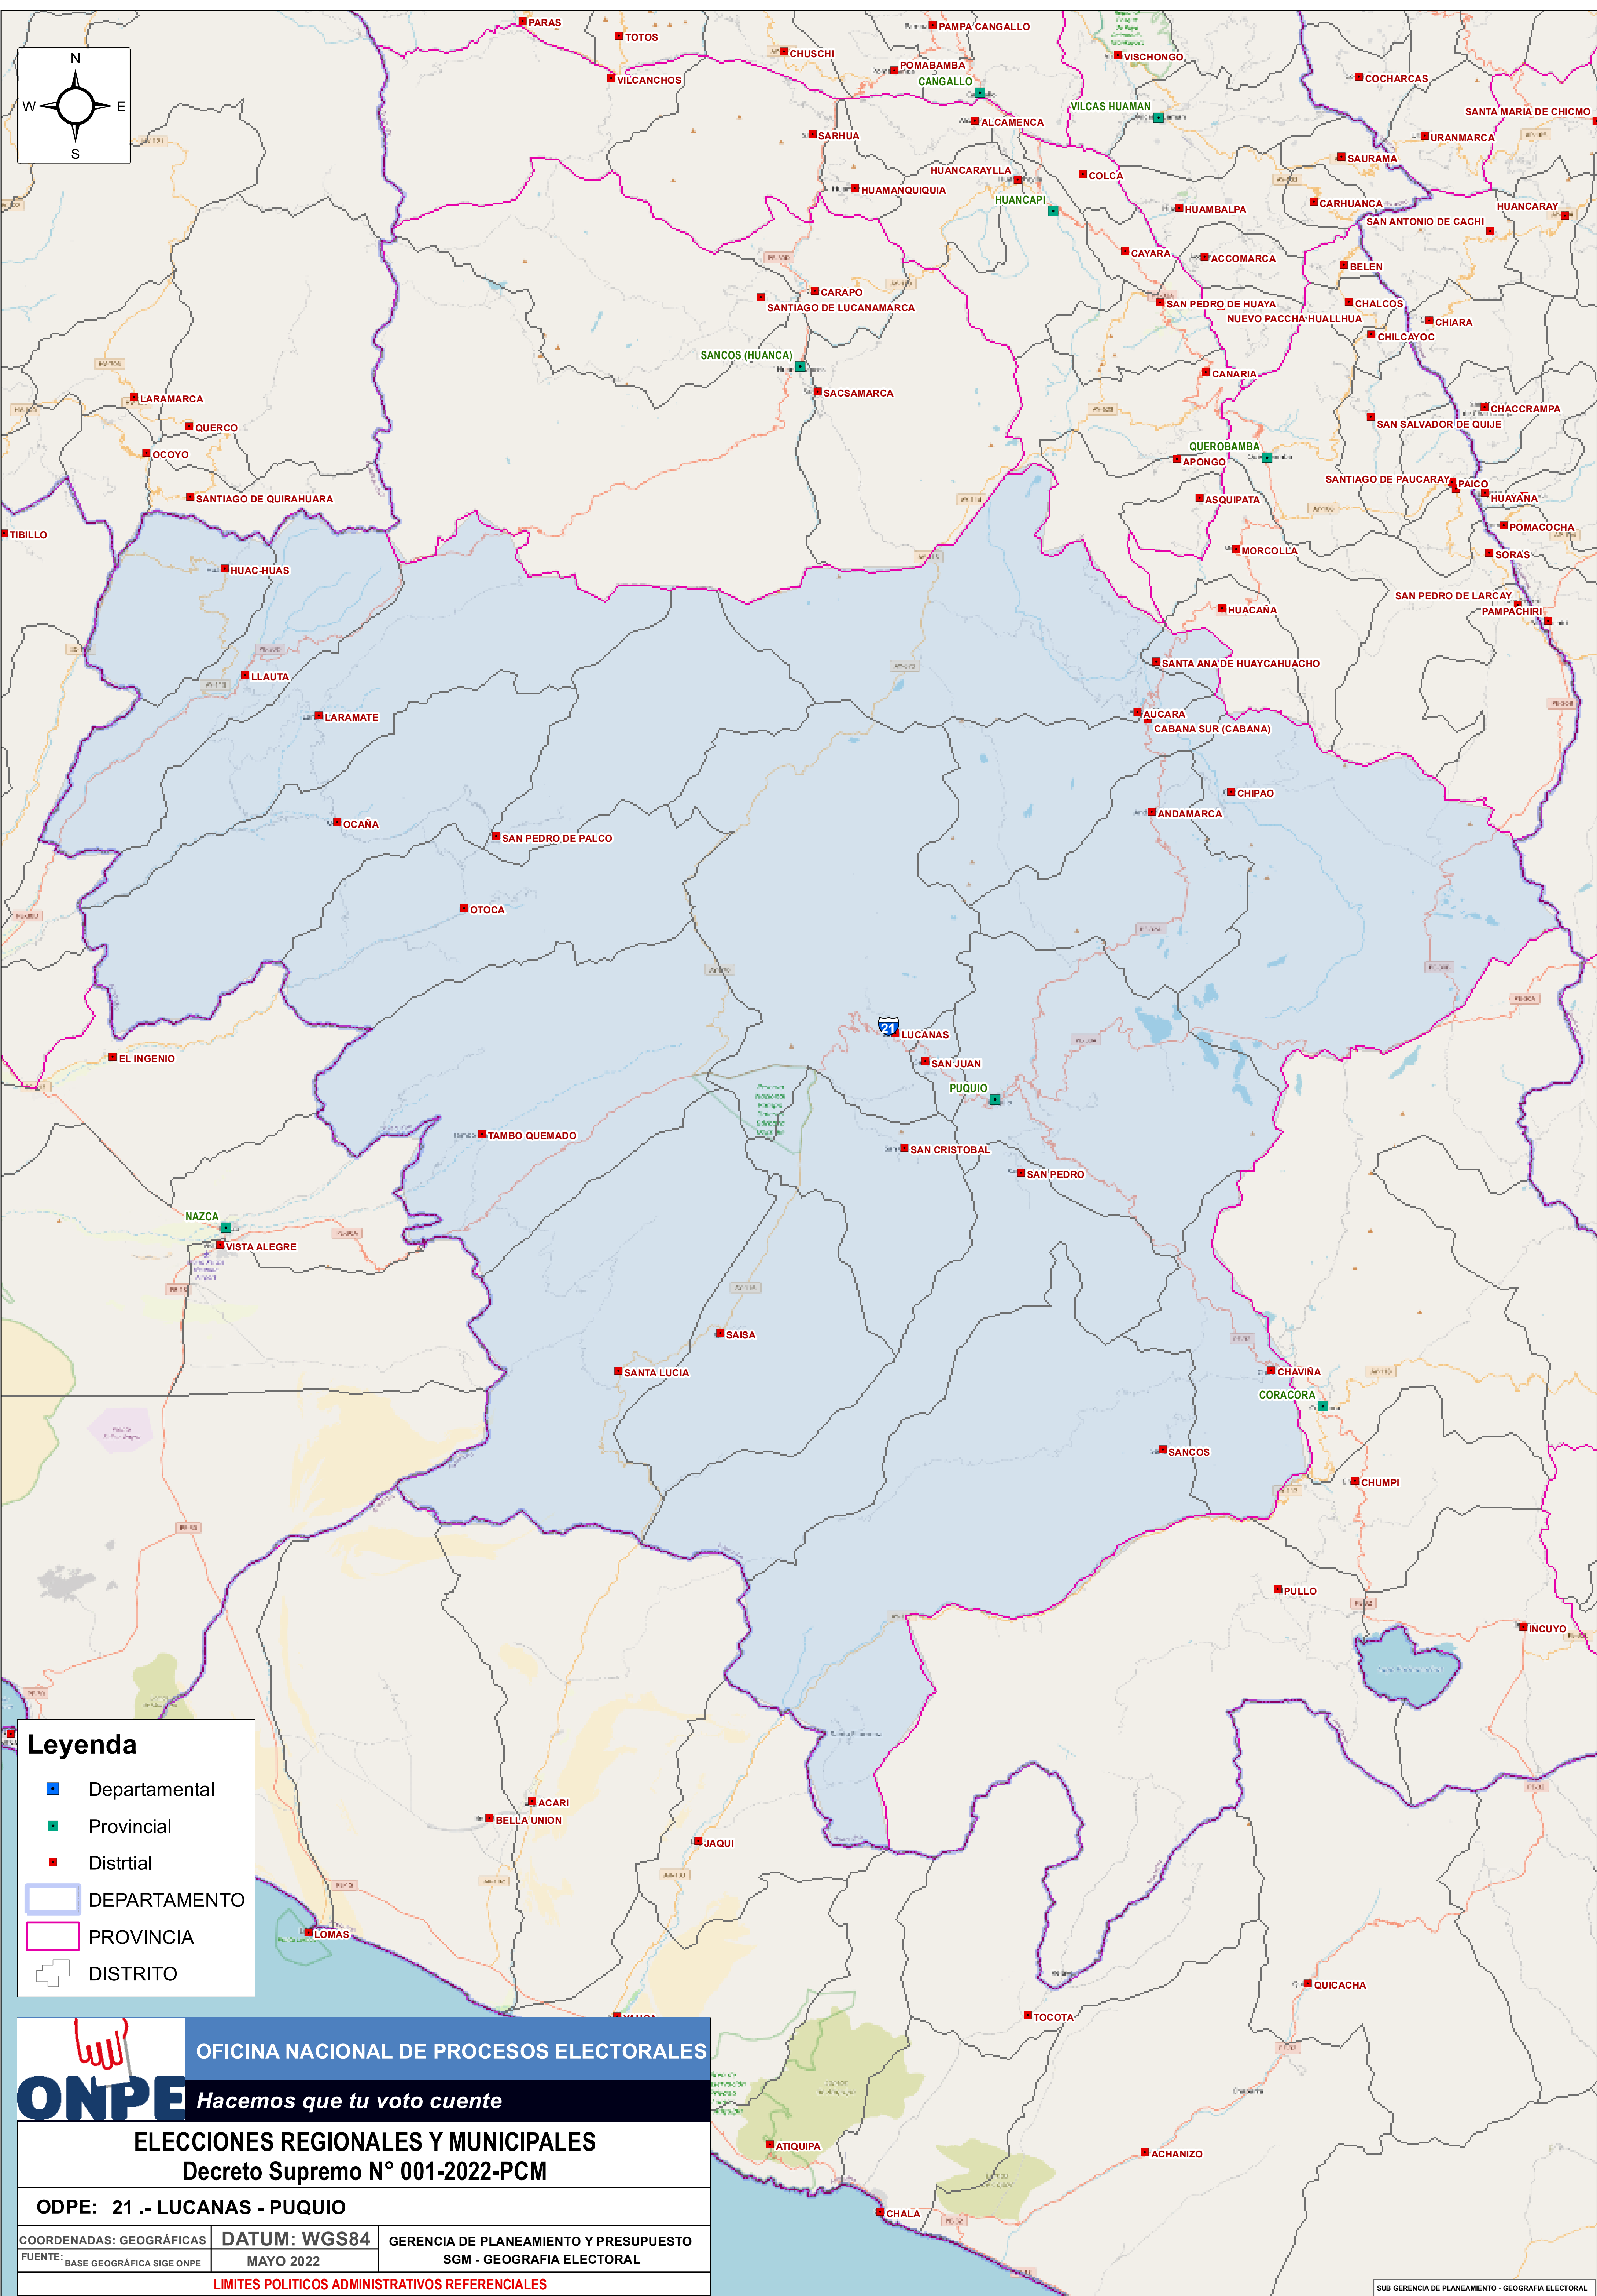 N
W
E
S
PARAS
TOTOS
VILCANCHOS
CHUSCHI
PAMPA CANGALLO
POMABAMBA
CANGALLO
VISCHONGO
COCHARCAS
VILCAS HUAMAN
SANTA MARIA DE CHICMO
ALCAMENCA
SARHUA
URANMARCA
SAURAMA
HUANCARAYLLA
COLCA
HUAMANQUIQUIA
HUANCAPI
HUAMBALPA
CARHUANCA
HUANCARAY
SAN ANTONIO DE CACHI
CAYARA
ACCOMARCA
BELEN
CARAPO
SANTIAGO DE LUCANAMARCA
SAN PEDRO DE HUAYA
CHALCOS
NUEVO PACCHA HUALLHUA
CHIARA
CHILCAYOC
SANCOS (HUANCA)
CANARIA
SACSAMARCA
LARAMARCA
CHACCRAMPA
SAN SALVADOR DE QUIJE
QUERCO
QUEROBAMBA
OCOYO
APONGO
SANTIAGO DE PAUCARAY
PAICO
SANTIAGO DE QUIRAHUARA
ASQUIPATA
HUAYAÑA
TIBILLO
POMACOCHA
MORCOLLA
SORAS
HUAC-HUAS
SAN PEDRO DE LARCAY
HUACAÑA
PAMPACHIRI
SANTA ANA DE HUAYCAHUACHO
LLAUTA
LARAMATE
AUCARA
CABANA SUR (CABANA)
CHIPAO
ANDAMARCA
OCAÑA
SAN PEDRO DE PALCO
OTOCA
21
LUCANAS
EL INGENIO
SAN JUAN
PUQUIO
TAMBO QUEMADO
SAN CRISTOBAL
SAN PEDRO
NAZCA
VISTA ALEGRE
SAISA
SANTA LUCIA
CHAVIÑA
CORACORA
SANCOS
CHUMPI
PULLO
INCUYO
ACARI
BELLA UNION
JAQUI
LOMAS
QUICACHA
TOCOTA
ATIQUIPA
ACHANIZO
CHALA
Leyenda
Departamental
Provincial
Distrtial
DEPARTAMENTO
PROVINCIA
DISTRITO
ONPE
OFICINA NACIONAL DE PROCESOS ELECTORALES
Hacemos que tu voto cuente
ELECCIONES REGIONALES Y MUNICIPALES
Decreto Supremo N° 001-2022-PCM
ODPE: 21 .- LUCANAS - PUQUIO
COORDENADAS: GEOGRÁFICAS
DATUM: WGS84
GERENCIA DE PLANEAMIENTO Y PRESUPUESTO
FUENTE: BASE GEOGRÁFICA SIGE ONPE
MAYO 2022
SGM - GEOGRAFIA ELECTORAL
LIMITES POLITICOS ADMINISTRATIVOS REFERENCIALES
SUB GERENCIA DE PLANEAMIENTO - GEOGRAFIA ELECTORAL